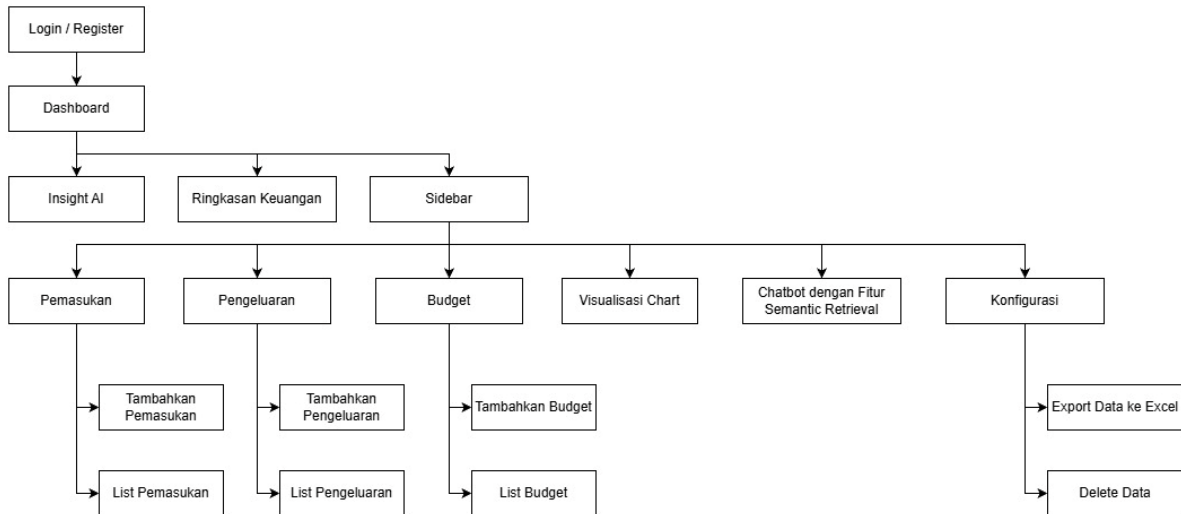 Login / Register
Dashboard
Insight AI
Ringkasan Keuangan
Sidebar
Pemasukan
Pengeluaran
Budget
Visualisasi Chart
Chatbot dengan Fitur
Semantic Retrieval
Konfigurasi
Tambahkan
Pemasukan
Tambahkan
Pengeluaran
Tambahkan Budget
Export Data ke Excel
List Pemasukan
List Pengeluaran
List Budget
Delete Data